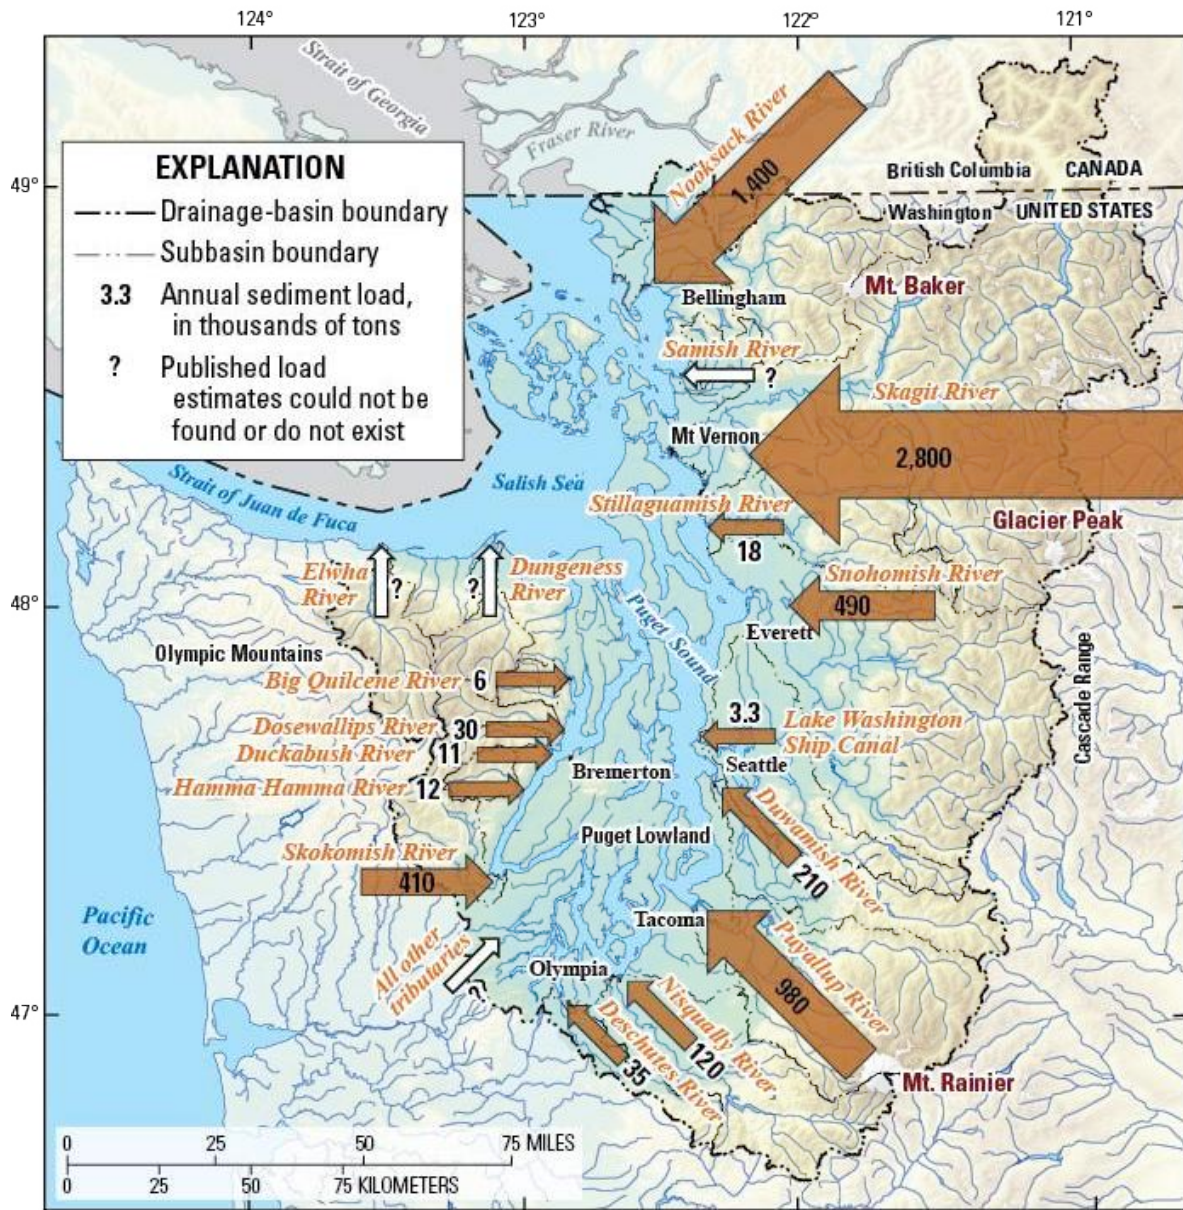 124°
123°
122°
121°
Strait of Georgia
Fraser River
Nooksack River
1,400
British Columbia
CANADA
Washington
UNITED STATES
49°
EXPLANATION
Drainage-basin boundary
Subbasin boundary
3.3 Annual sediment load,
in thousands of tons
? Published load
estimates could not be
found or do not exist
Bellingham
Mt. Baker
Samish River
?
Skagit River
Mt Vernon
2,800
Salish Sea
Strait of Juan de Fuca
Stillaguamish River
18
Glacier Peak
Elwha
River
?
?
Dungeness
River
Snohomish River
490
48°
Puget Sound
Everett
Olympic Mountains
Cascade Range
Big Quilcene River
6
Dosewallips River
30
3.3
Lake Washington
Ship Canal
Duckabush River
11
Bremerton
Seattle
Hamma Hamma River
12
Puget Lowland
Duwamish River
210
Skokomish River
410
Pacific
Ocean
Tacoma
Puyallup River
980
All other
tributaries
?
Olympia
Nisqually River
120
Deschutes River
35
47°
Mt. Rainier
0 25 50 75 MILES
0 25 50 75 KILOMETERS